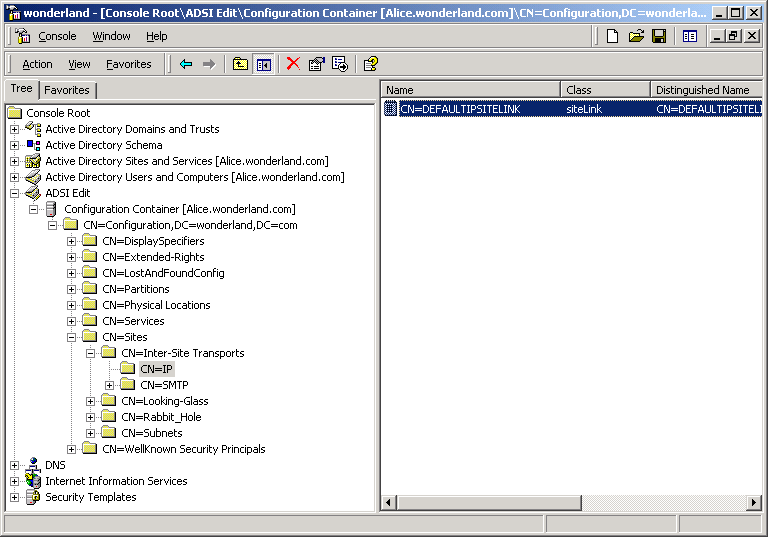 wonderland - [Console Root\ADSI Edit\Configuration Container [Alice.wonderland.com]\CN=Configuration,DC=wonderla...
Console Window Help
Action View Favorites
Tree Favorites
Name Class Distinguished Name
Console Root
CN=DEFAULTIPSITELINK siteLink CN=DEFAULTIPSITELI
Active Directory Domains and Trusts
Active Directory Schema
Active Directory Sites and Services [Alice.wonderland.com]
Active Directory Users and Computers [Alice.wonderland.com]
ADSI Edit
Configuration Container [Alice.wonderland.com]
CN=Configuration,DC=wonderland,DC=com
CN=DisplaySpecifiers
CN=Extended-Rights
CN=LostAndFoundConfig
CN=Partitions
CN=Physical Locations
CN=Services
CN=Sites
CN=Inter-Site Transports
CN=IP
CN=SMTP
CN=Looking-Glass
CN=Rabbit_Hole
CN=Subnets
CN=WellKnown Security Principals
DNS
Internet Information Services
Security Templates